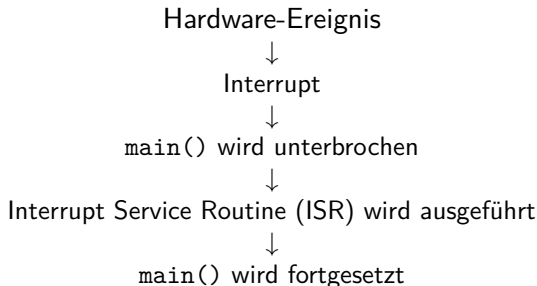 Hardware-Ereignis
↓
Interrupt
↓
main() wird unterbrochen
↓
Interrupt Service Routine (ISR) wird ausgeführt
↓
main() wird fortgesetzt